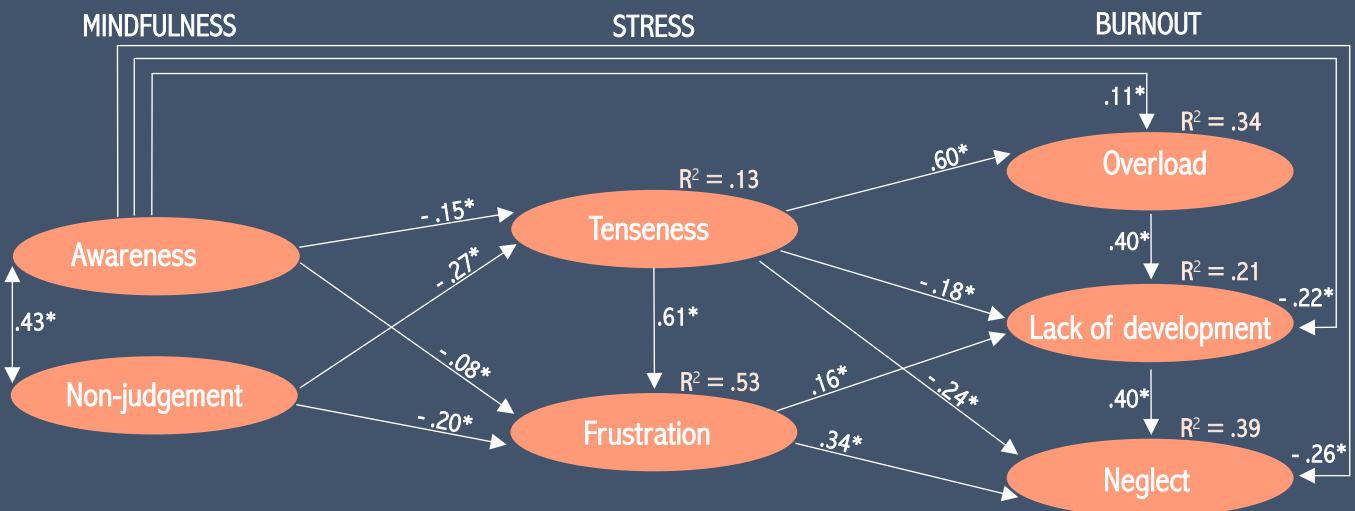 MINDFULNESS
STRESS
BURNOUT
.11*
R² = .34
Overload
.60*
R² = .13
Tenseness
- .15*
Awareness
.40*
- .27*
R² = .21
- .18*
- .22*
.43*
.61*
Lack of development
-.08*
R² = .53
.16*
-.24*
Non-judgement
.40*
- .20*
R² = .39
Frustration
.34*
- .26*
Neglect